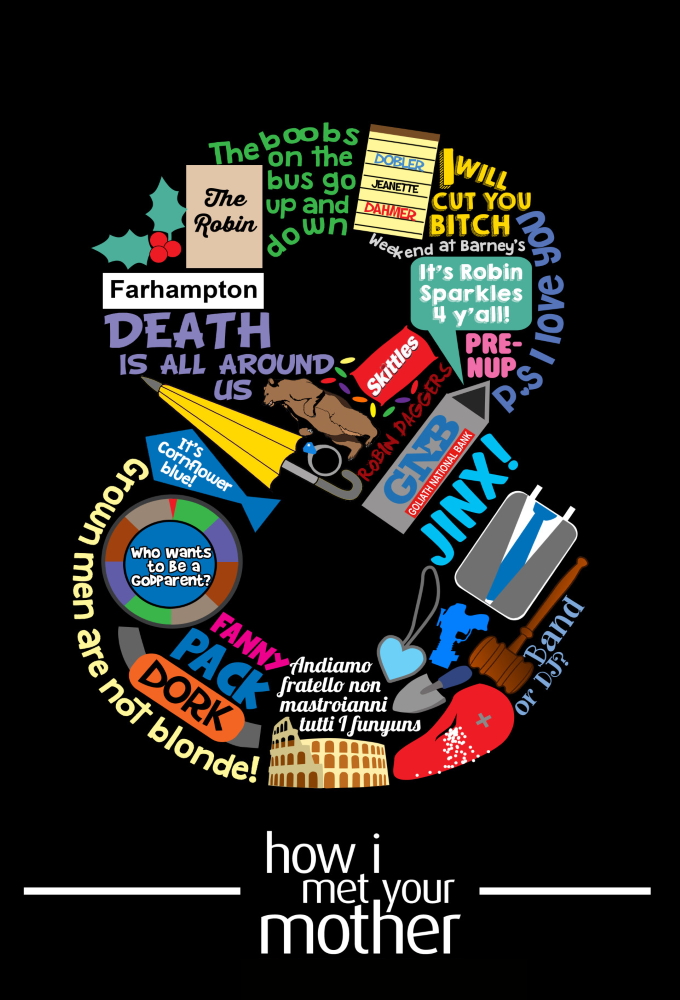 The boobs
on the
bus go
up and
down
DOBLER
JEANETTE
DAHMER
I WILL
CUT YOU
BITCH
The
Robin
Weekend at Barney's
P.S I love you
It's Robin
Sparkles
4 y'all!
Farhampton
DEATH
IS ALL AROUND
US
PRE-
NUP
Skittles
ROBIN DAGGERS
GNB
GOLIATH NATIONAL BANK
It's
Cornflower
blue!
JINX!
Grown men are not blonde!
Who Wants
to Be a
Godparent?
Band
or DJ?
FANNY
PACK
DORK
Andiamo
fratello non
mastroianni
tutti I funyuns
how i
met your
mother